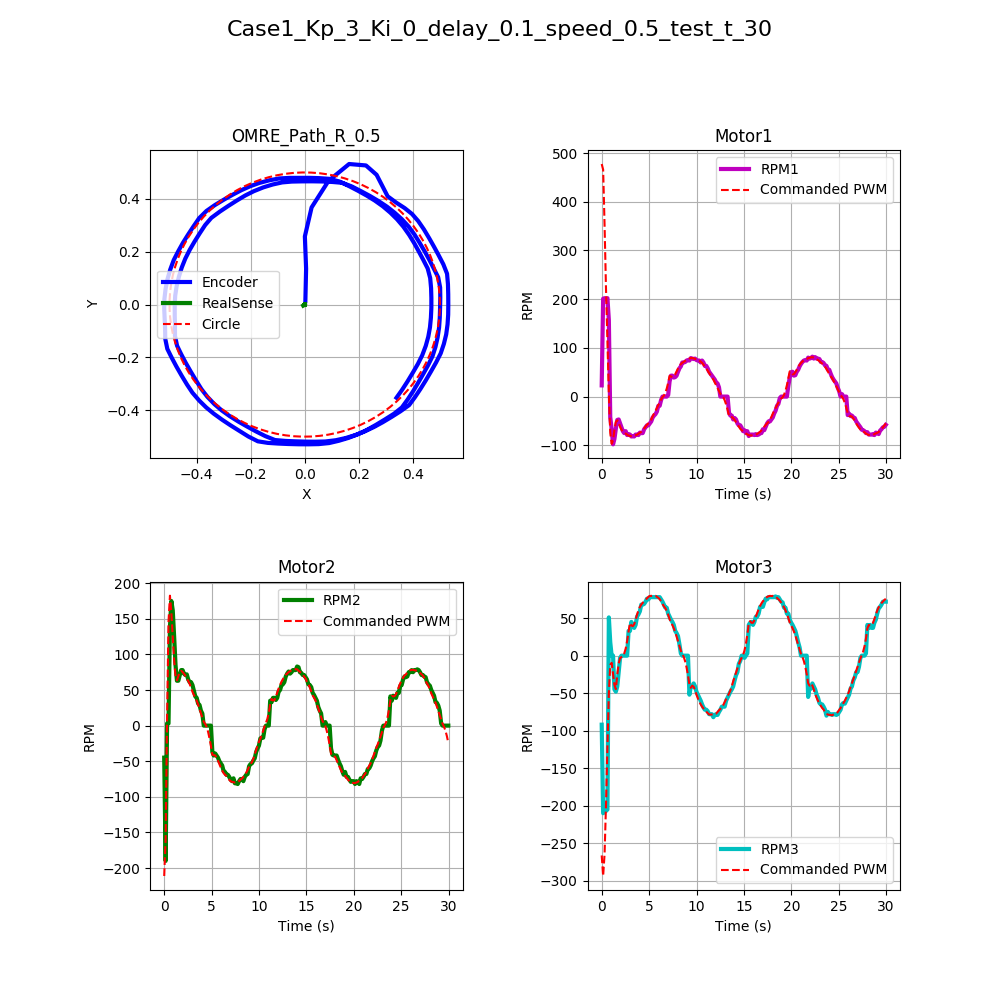 Case1_Kp_3_Ki_0_delay_0.1_speed_0.5_test_t_30
OMRE_Path_R_0.5
Y
0.4
0.2
0.0
−0.2
−0.4
Encoder
RealSense
Circle
−0.4 −0.2 0.0 0.2 0.4
X
Motor1
RPM
500
400
300
200
100
0
−100
RPM1
Commanded PWM
0 5 10 15 20 25 30
Time (s)
Motor2
RPM
200
150
100
50
0
−50
−100
−150
−200
RPM2
Commanded PWM
0 5 10 15 20 25 30
Time (s)
Motor3
RPM
50
0
−50
−100
−150
−200
−250
−300
RPM3
Commanded PWM
0 5 10 15 20 25 30
Time (s)